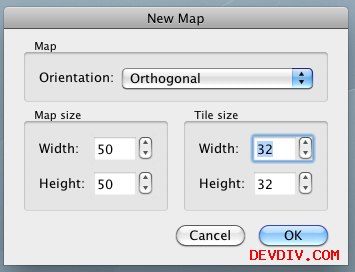 New Map
Map
Orientation: Orthogonal
Map size
Width: 50
Height: 50
Tile size
Width: 32
Height: 32
Cancel OK
DEVDIV.COM